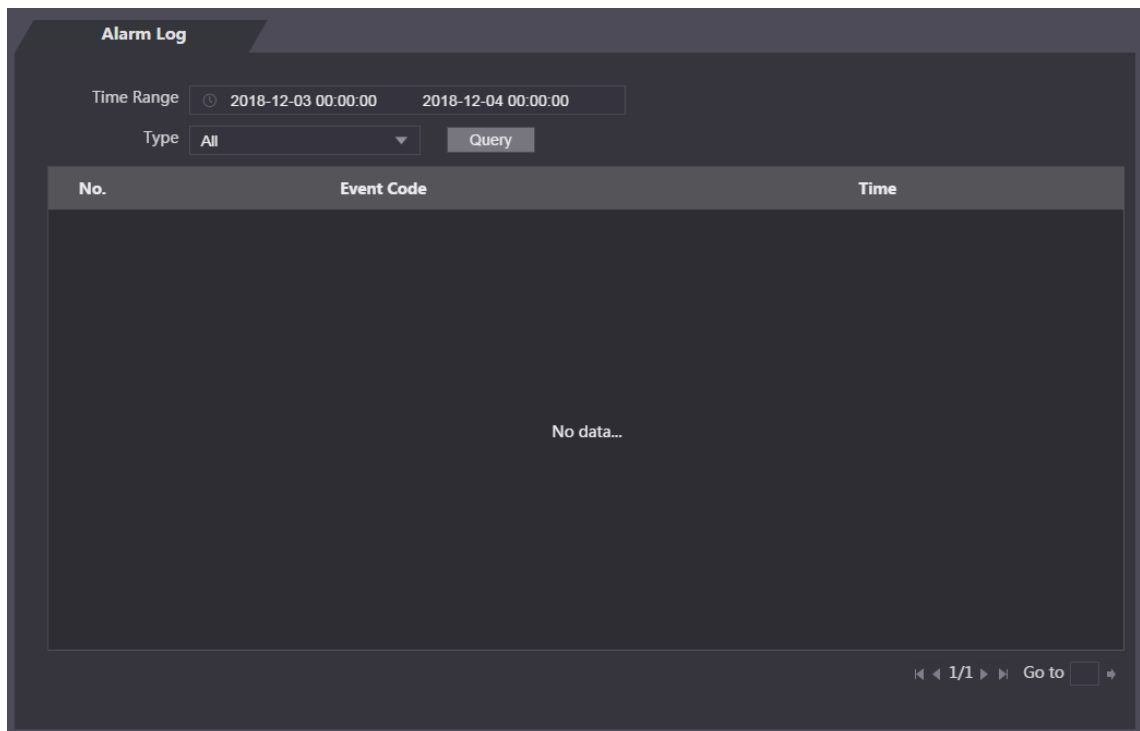 Alarm Log
Time Range 2018-12-03 00:00:00 2018-12-04 00:00:00
Type All Query
No. Event Code Time
No data...
1/1 Go to